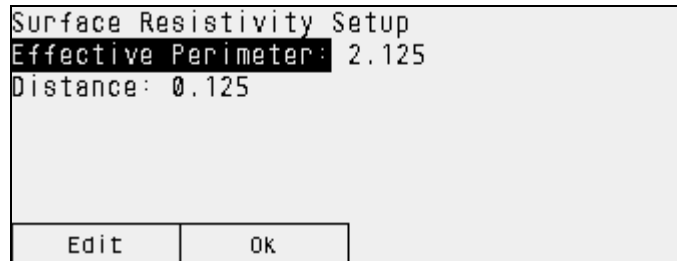 Surface Resistivity Setup
Effective Perimeter: 2.125
Distance: 0.125
Edit Ok